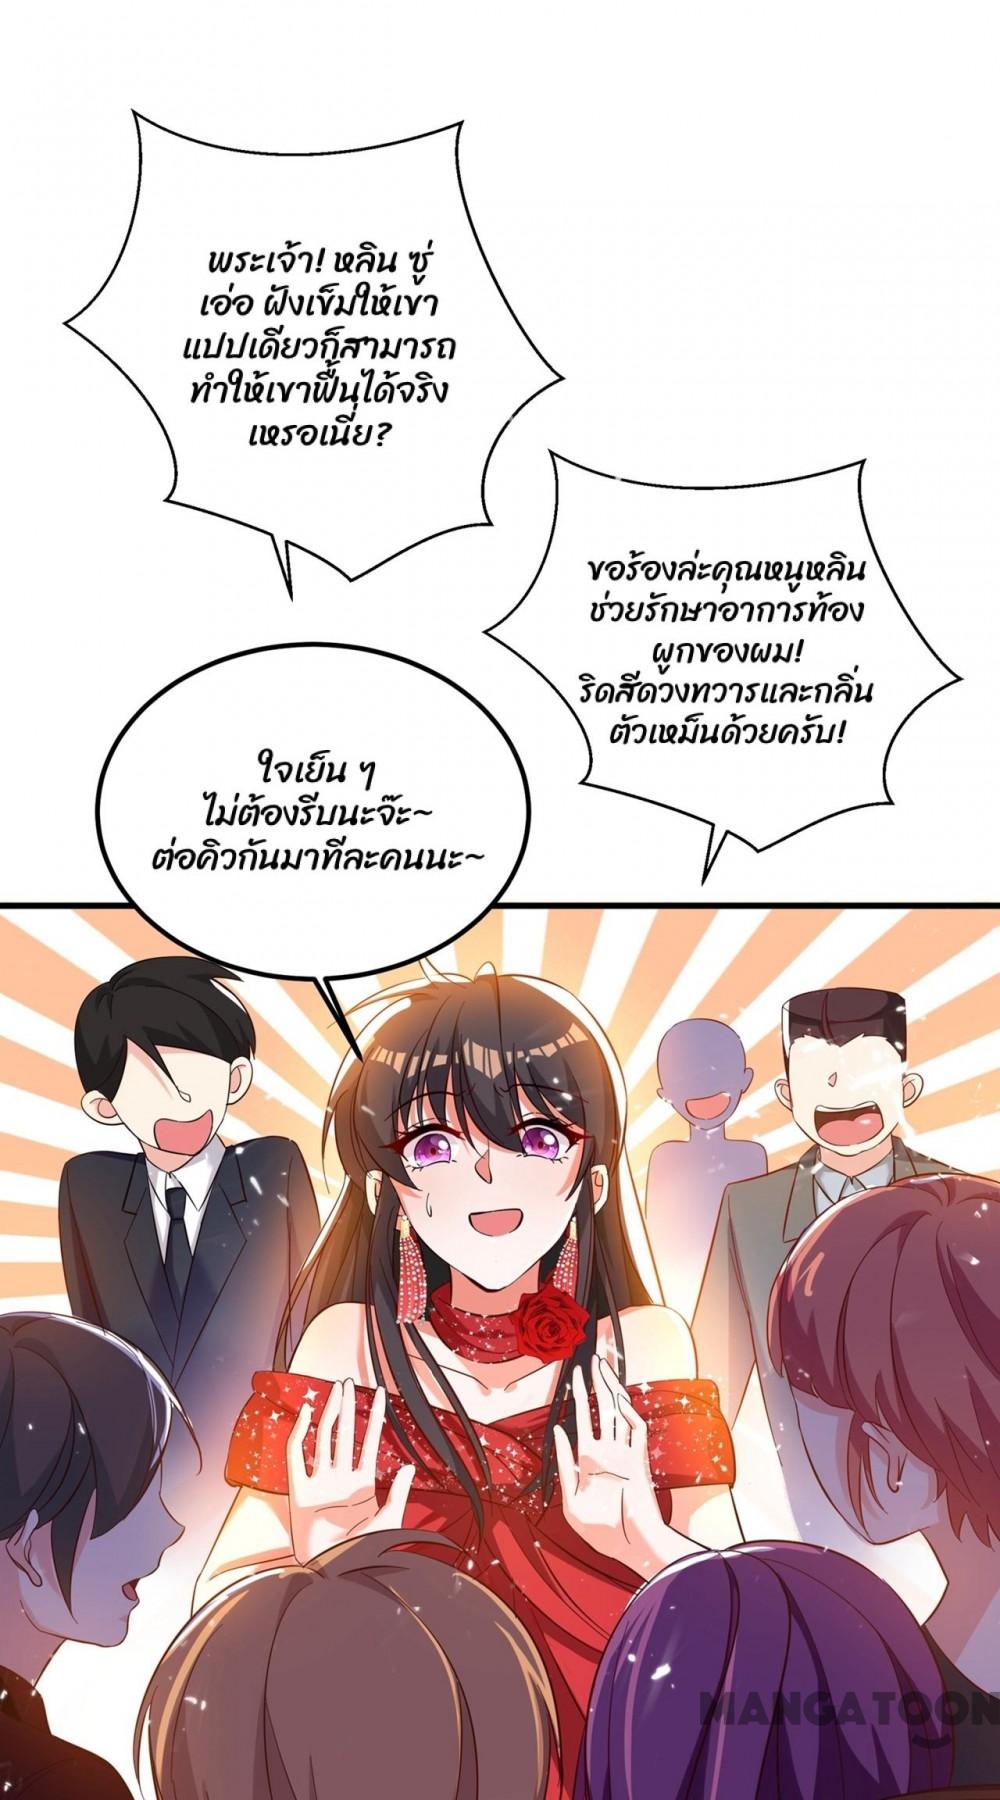 พระเจ้า! หลิน ซู่
เอ่อ ฝังเข็มให้เขา
แปปเดียวก็สามารถ
ทำให้เขาฟื้นได้จริง
เหรอเนี่ย?
ขอร้องล่ะคุณหนูหลิน
ช่วยรักษาอาการท้อง
ผูกของผม!
ริดสีดวงทวารและกลิ่น
ตัวเหม็นด้วยครับ!
ใจเย็น ๆ
ไม่ต้องรีบนะจ๊ะ~
ต่อคิวกันมาทีละคนนะ~
MANGATOON